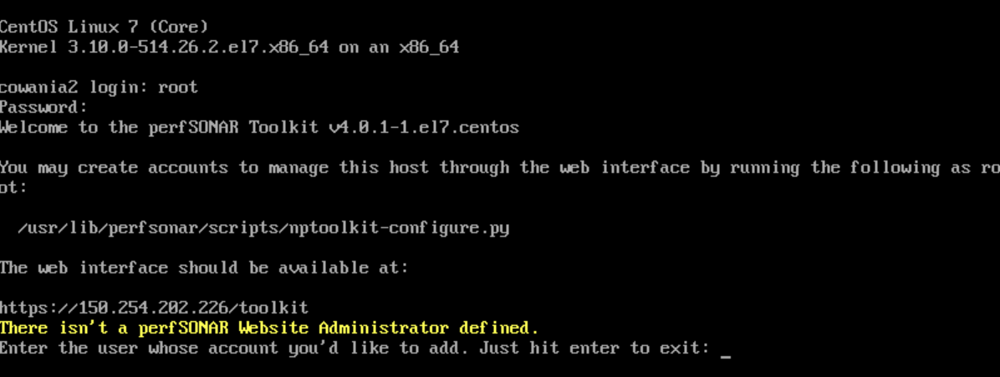 CentOS Linux 7 (Core)
Kernel 3.10.0-514.26.2.el7.x86_64 on an x86_64
cowania2 login: root
Password:
Welcome to the perfSONAR Toolkit v4.0.1-1.el7.centos
You may create accounts to manage this host through the web interface by running the following as ro
ot:
/usr/lib/perfsonar/scripts/nptoolkit-configure.py
The web interface should be available at:
https://150.254.202.226/toolkit
There isn't a perfSONAR Website Administrator defined.
Enter the user whose account you'd like to add. Just hit enter to exit: _